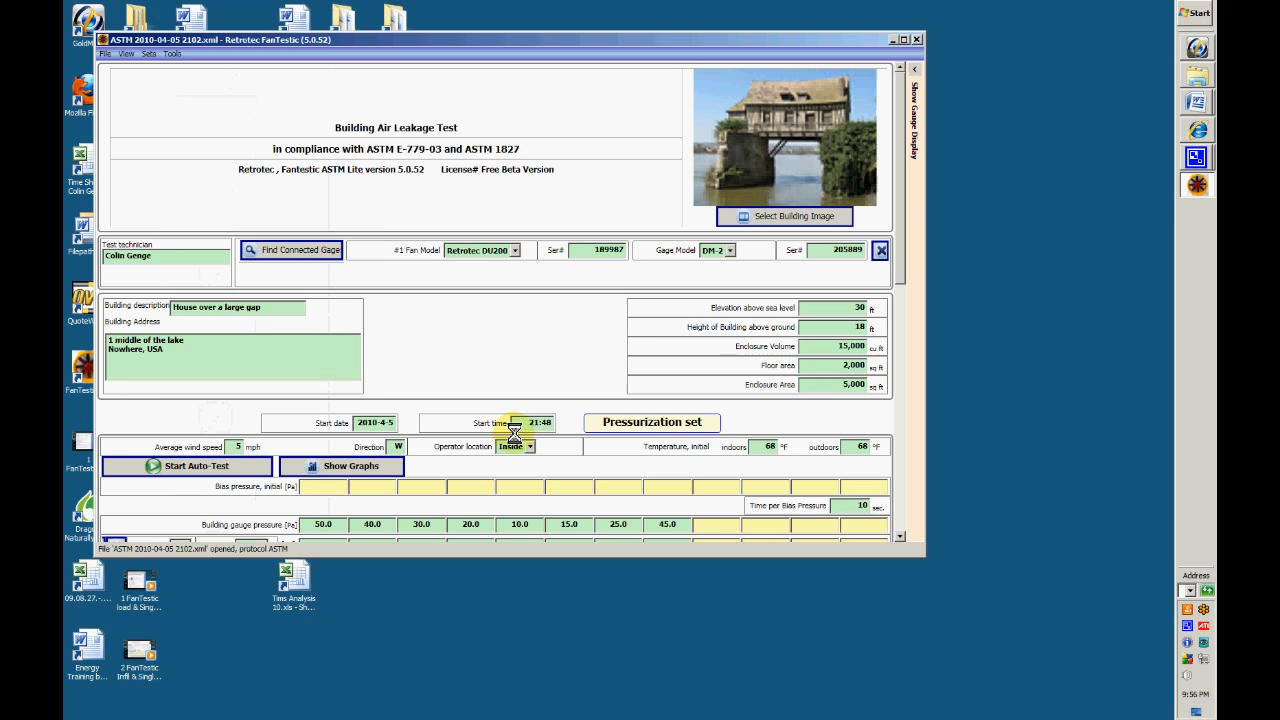 GoldM
Mozilla Fi
Time Sh
Colin Ge
Filepath
QuoteW
FanTesti
1
FanTest
Drag
Naturally
09.08.27.-...
1 FanTestic
load & Sing...
Tims Analysis
10.xls - Sh...
Energy
Training b...
2 FanTestic
Infil & Singl...
ASTM 2010-04-05 2102.xml - Retrotec FanTestic (5.0.52)
File View Sets Tools
Building Air Leakage Test
in compliance with ASTM E-779-03 and ASTM 1827
Retrotec , Fantestic ASTM Lite version 5.0.52 License# Free Beta Version
Select Building Image
Show Gauge Display
Test technician
Colin Genge
Find Connected Gage
#1 Fan Model Retrotec DU200 Ser# 189987 Gage Model DM-2 Ser# 205889
Building description House over a large gap
Building Address
1 middle of the lake
Nowhere, USA
Elevation above sea level 30 ft
Height of Building above ground 18 ft
Enclosure Volume 15,000 cu ft
Floor area 2,000 sq ft
Enclosure Area 5,000 sq ft
Start date 2010-4-5 Start time 21:48 Pressurization set
Average wind speed 5 mph Direction W Operator location Inside Temperature, initial indoors 68 °F outdoors 68 °F
Start Auto-Test Show Graphs
Bias pressure, initial [Pa]
Time per Bias Pressure 10 sec.
Building gauge pressure [Pa] 50.0 40.0 30.0 20.0 10.0 15.0 25.0 45.0
File 'ASTM 2010-04-05 2102.xml' opened, protocol ASTM
Start
Address
ATI
9:56 PM